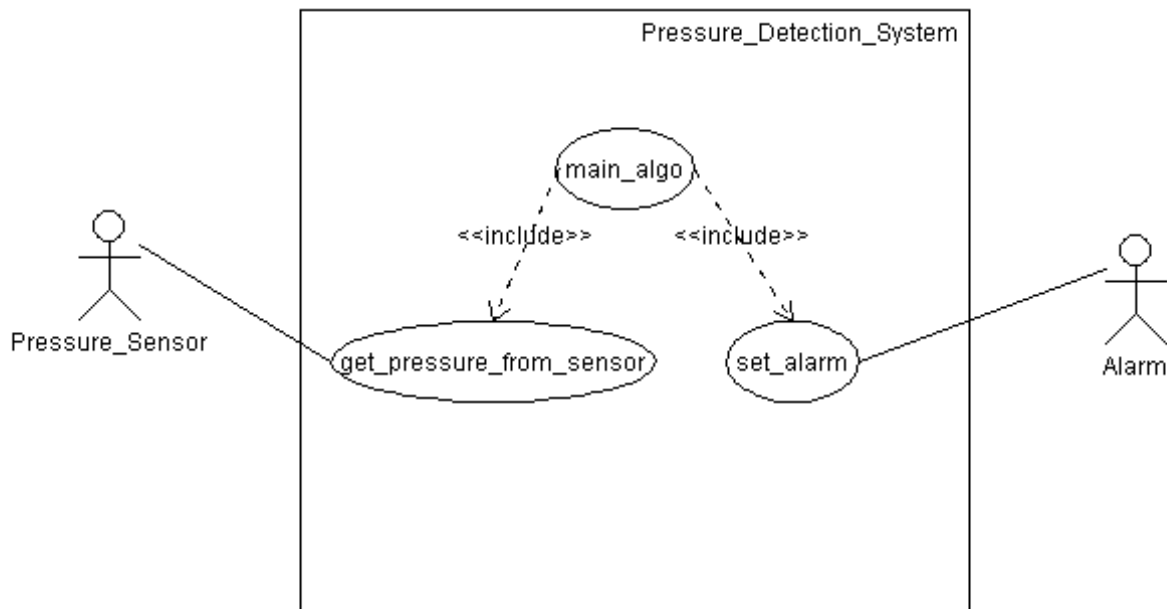 Pressure_Detection_System
main_algo
<<include>>
<<include>>
Pressure_Sensor
get_pressure_from_sensor
set_alarm
Alarm